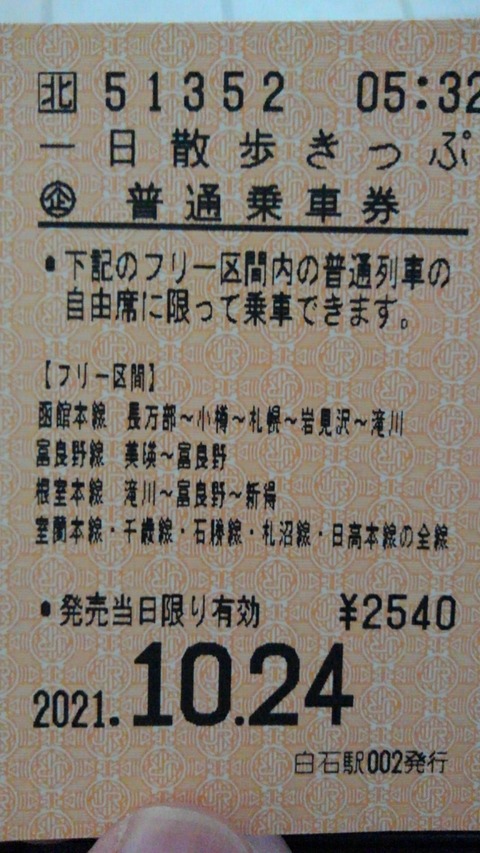 北 51352 05:32
一日散歩きっぷ
企 普通乗車券
•下記のフリー区間内の普通列車の
自由席に限って乗車できます。
【フリー区間】
函館本線 長万部～小樽～札幌～岩見沢～滝川
富良野線 美瑛～富良野
根室本線 滝川～富良野～新得
室蘭本線・千歳線・石勝線・札沼線・日高本線の全線
•発売当日限り有効 ¥2540
2021.10.24
白石駅002発行